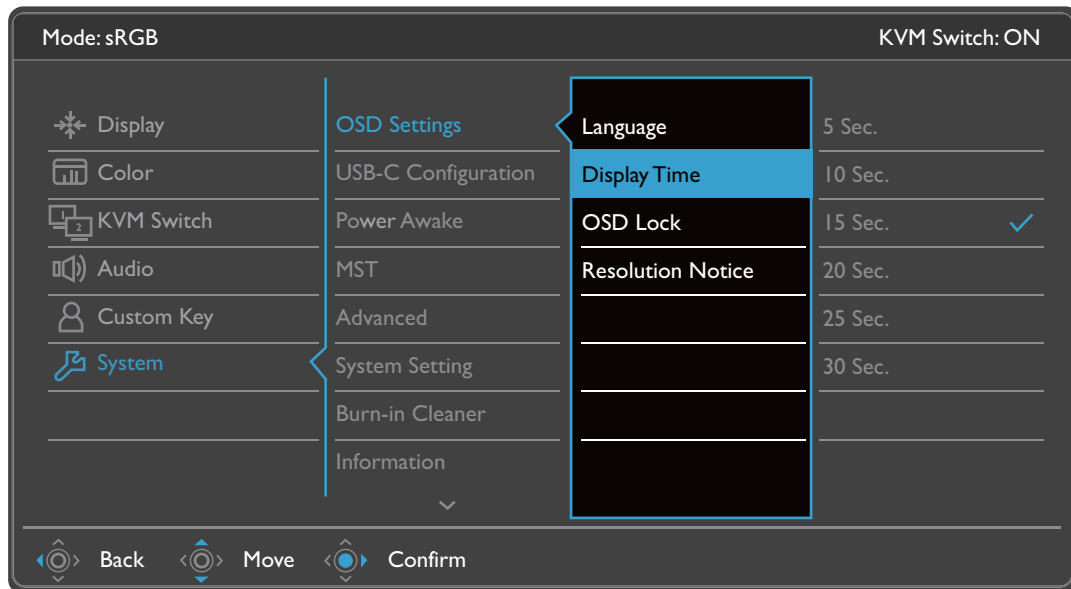 Mode: sRGB
KVM Switch: ON
Display
Color
1
2
KVM Switch
Audio
Custom Key
System
OSD Settings
USB-C Configuration
Power Awake
MST
Advanced
System Setting
Burn-in Cleaner
Information
Language
Display Time
OSD Lock
Resolution Notice
5 Sec.
10 Sec.
15 Sec.
20 Sec.
25 Sec.
30 Sec.
Back
Move
Confirm